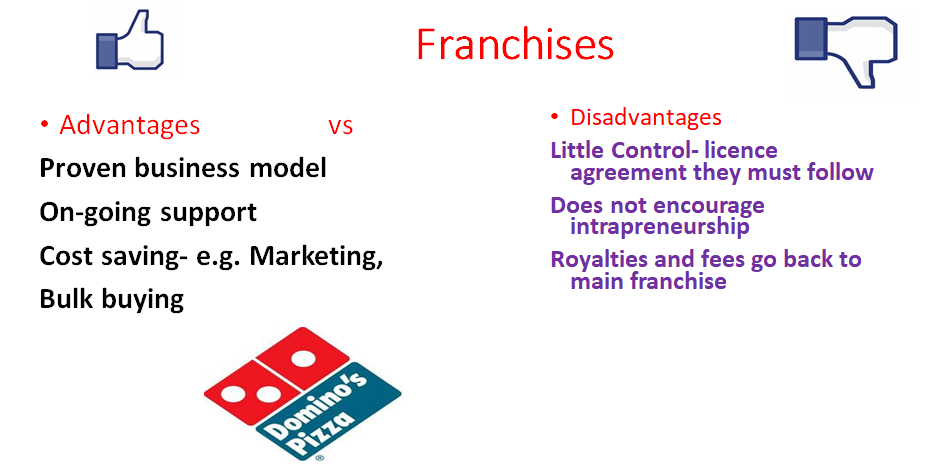 Franchises
• Advantages vs
Proven business model
On-going support
Cost saving- e.g. Marketing,
Bulk buying
• Disadvantages
Little Control- licence
agreement they must follow
Does not encourage
intrapreneurship
Royalties and fees go back to
main franchise
Domino's
Pizza
®